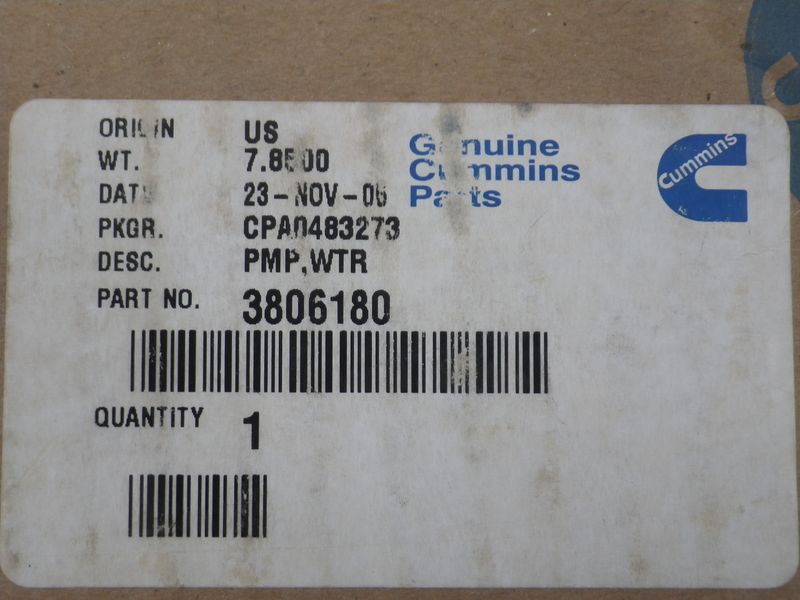 ORIGIN US
WT. 7.8500
DATE 23-NOV-05
PKGR. CPA0483273
DESC. PMP,WTR
PART NO. 3806180
QUANTITY 1
Genuine
Cummins
Parts
Cummins